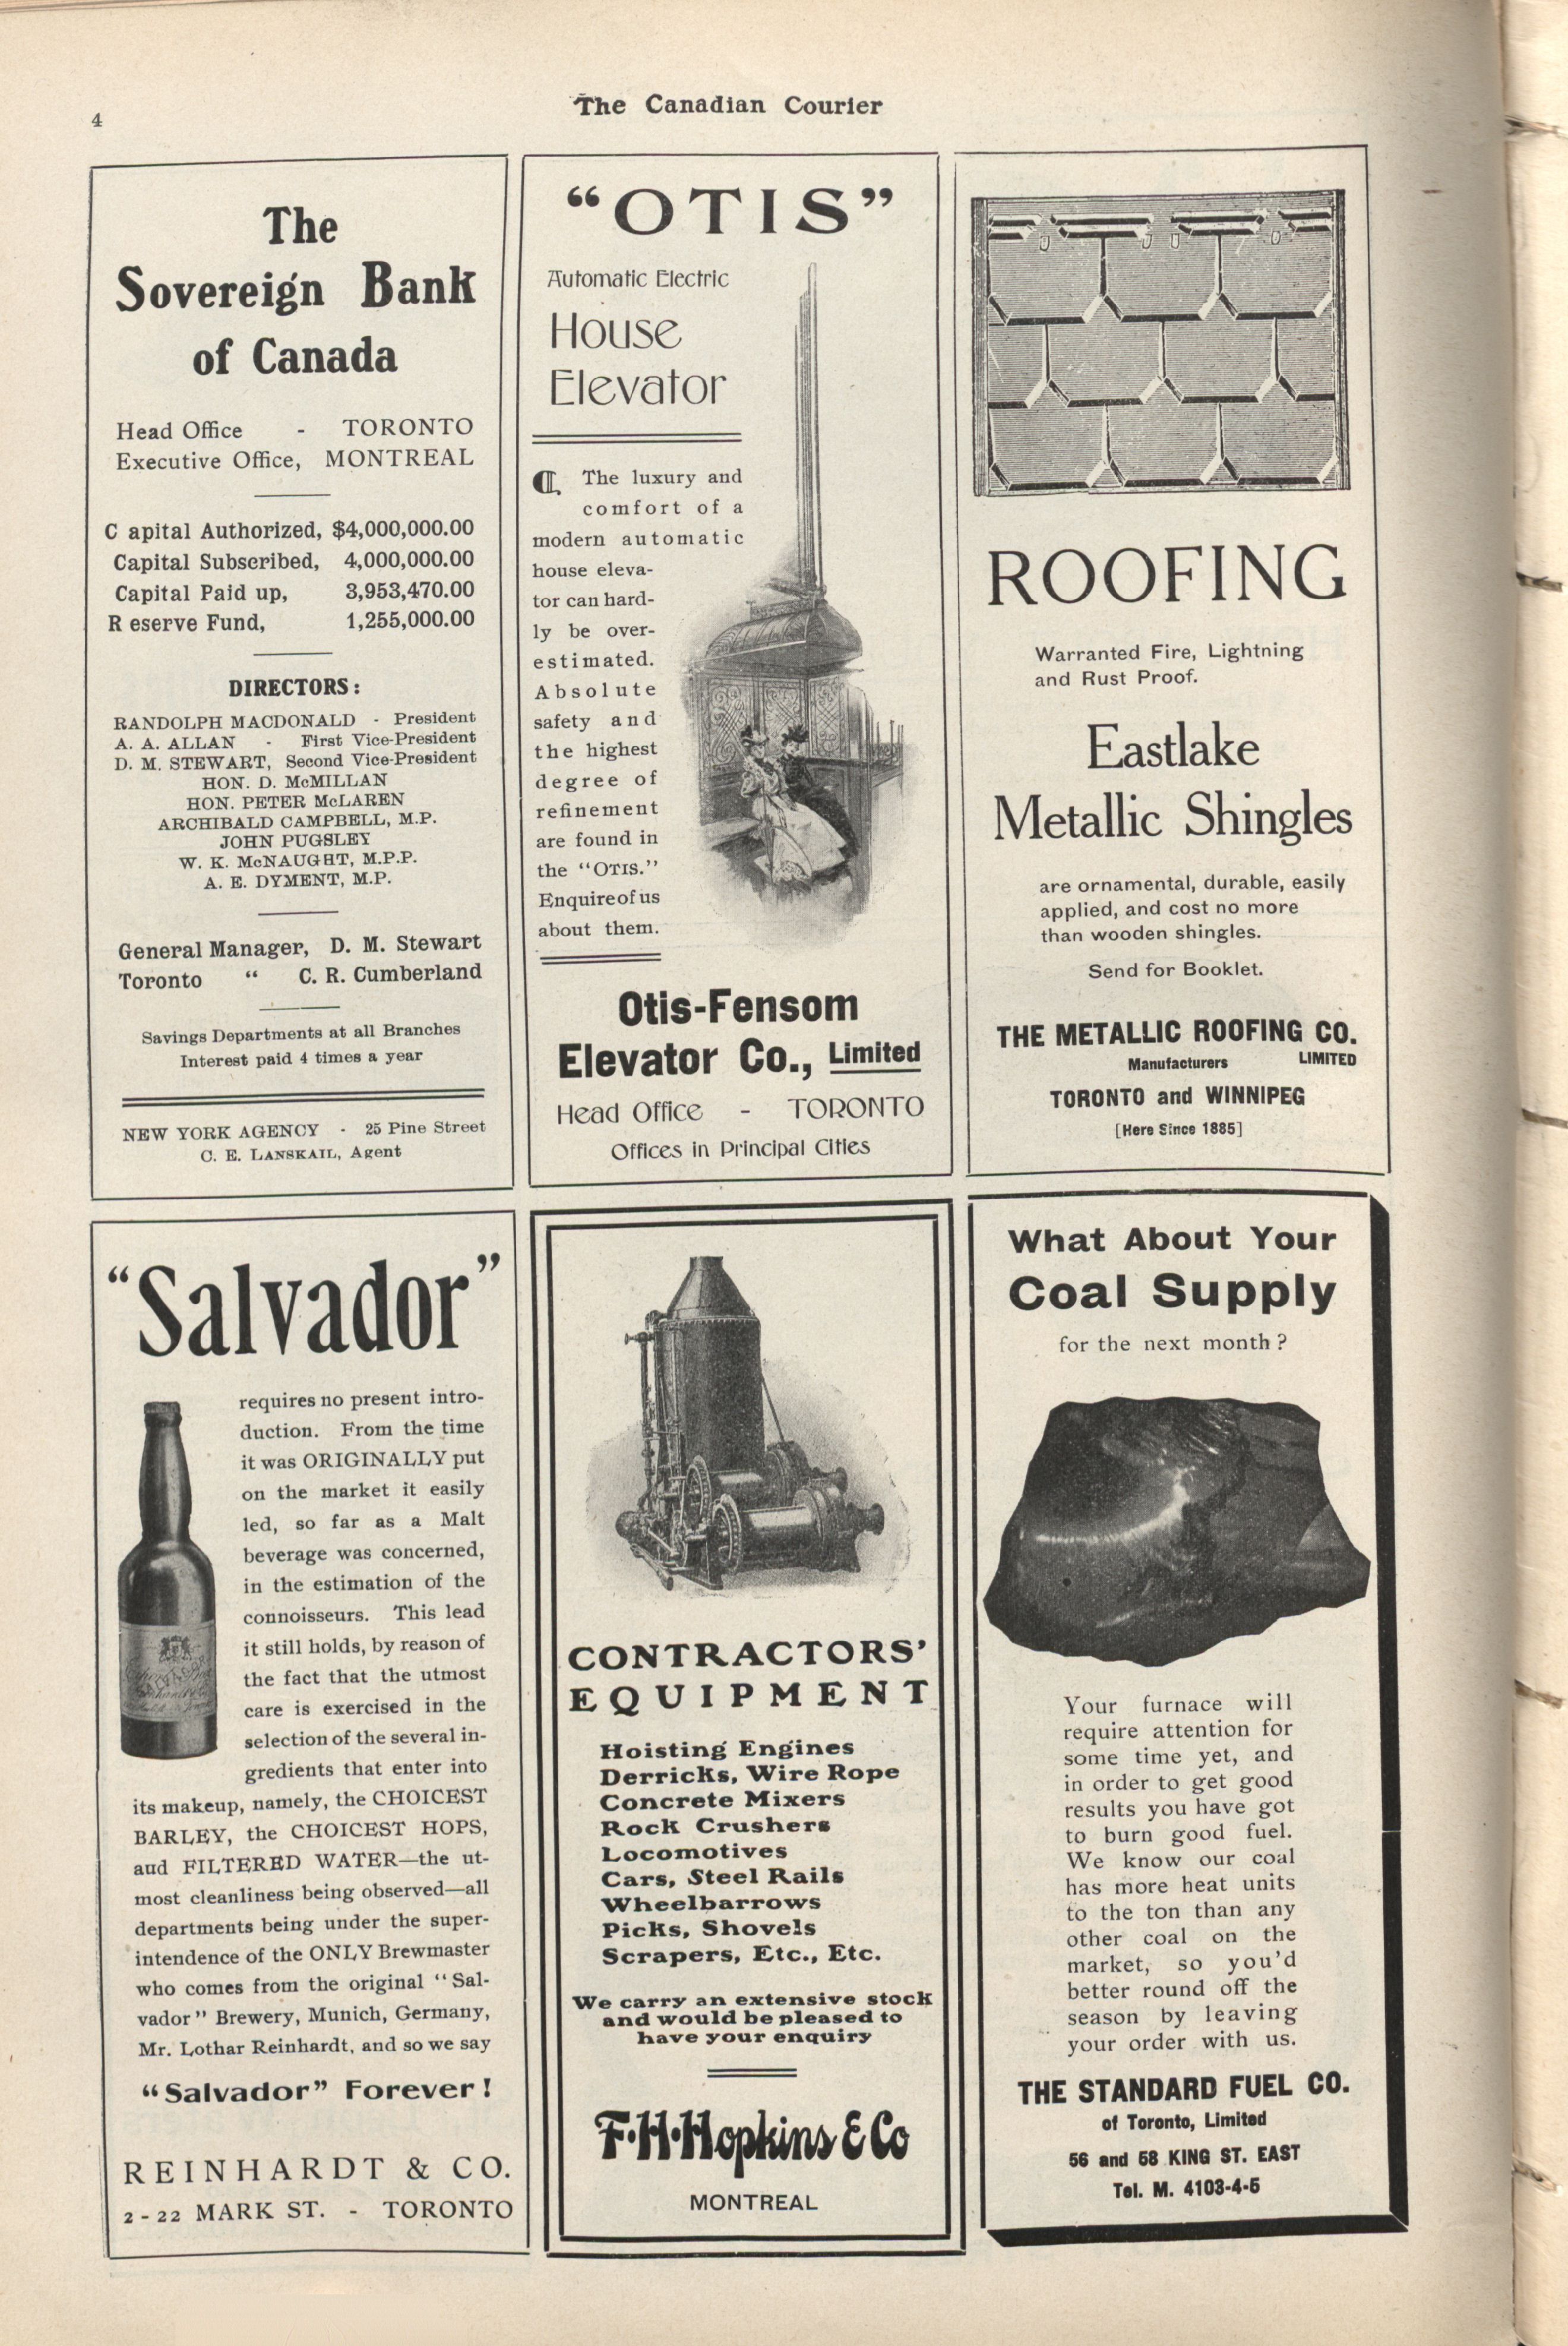 4
The Canadian Courier
The
Sovereign Bank
of Canada
Head Office - TORONTO
Executive Office, MONTREAL
C apital Authorized, $4,000,000.00
Capital Subscribed, 4,000,000.00
Capital Paid up, 3,953,470.00
R eserve Fund, 1,255,000.00
DIRECTORS:
RANDOLPH MACDONALD - President
A. A. ALLAN - First Vice-President
D. M. STEWART, Second Vice-President
HON. D. McMILLAN
HON. PETER McLAREN
ARCHIBALD CAMPBELL, M.P.
JOHN PUGSLEY
W. K. McNAUGHT, M.P.P.
A. E. DYMENT, M.P.
General Manager, D. M. Stewart
Toronto “ C. R. Cumberland
Savings Departments at all Branches
Interest paid 4 times a year
NEW YORK AGENCY - 25 Pine Street
C. E. LANSKAIL, Agent
“OTIS”
Automatic Electric
House
Elevator
The luxury and
comfort of a
modern automatic
house eleva-
tor can hard-
ly be over-
estimated.
Absolute
safety and
the highest
degree of
refinement
are found in
the “OTIS.”
Enquire of us
about them.
Otis-Fensom
Elevator Co., Limited
Head Office - TORONTO
Offices in Principal Cities
ROOFING
Warranted Fire, Lightning
and Rust Proof.
Eastlake
Metallic Shingles
are ornamental, durable, easily
applied, and cost no more
than wooden shingles.
Send for Booklet.
THE METALLIC ROOFING CO.
Manufacturers LIMITED
TORONTO and WINNIPEG
[Here Since 1885]
“Salvador”
requires no present intro-
duction. From the time
it was ORIGINALLY put
on the market it easily
led, so far as a Malt
beverage was concerned,
in the estimation of the
connoisseurs. This lead
it still holds, by reason of
the fact that the utmost
care is exercised in the
selection of the several in-
gredients that enter into
its makeup, namely, the CHOICEST
BARLEY, the CHOICEST HOPS,
and FILTERED WATER—the ut-
most cleanliness being observed—all
departments being under the super-
intendence of the ONLY Brewmaster
who comes from the original “Sal-
vador” Brewery, Munich, Germany,
Mr. Lothar Reinhardt, and so we say
“Salvador” Forever!
REINHARDT & CO.
2-22 MARK ST. - TORONTO
CONTRACTORS’
EQUIPMENT
Hoisting Engines
Derricks, Wire Rope
Concrete Mixers
Rock Crushers
Locomotives
Cars, Steel Rails
Wheelbarrows
Picks, Shovels
Scrapers, Etc., Etc.
We carry an extensive stock
and would be pleased to
have your enquiry
F.H.Hopkins & Co
MONTREAL
What About Your
Coal Supply
for the next month?
Your furnace will
require attention for
some time yet, and
in order to get good
results you have got
to burn good fuel.
We know our coal
has more heat units
to the ton than any
other coal on the
market, so you’d
better round off the
season by leaving
your order with us.
THE STANDARD FUEL CO.
of Toronto, Limited
56 and 58 KING ST. EAST
Tel. M. 4103-4-5